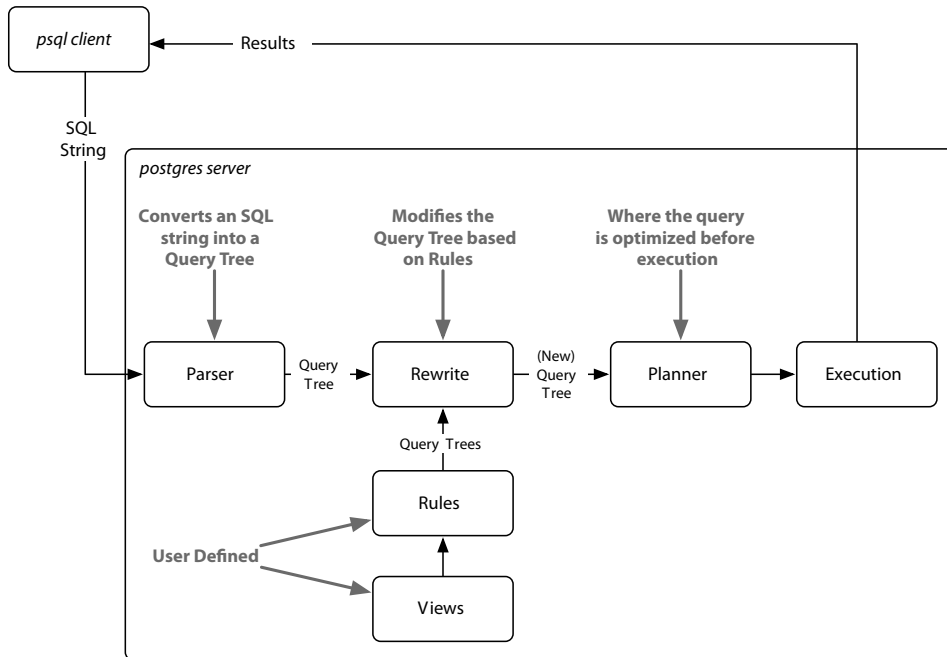 psql client
Results
SQL
String
postgres server
Converts an SQL
string into a
Query Tree
Modifies the
Query Tree based
on Rules
Where the query
is optimized before
execution
Parser
Query
Tree
Rewrite
(New)
Query
Tree
Planner
Execution
Query Trees
Rules
User Defined
Views